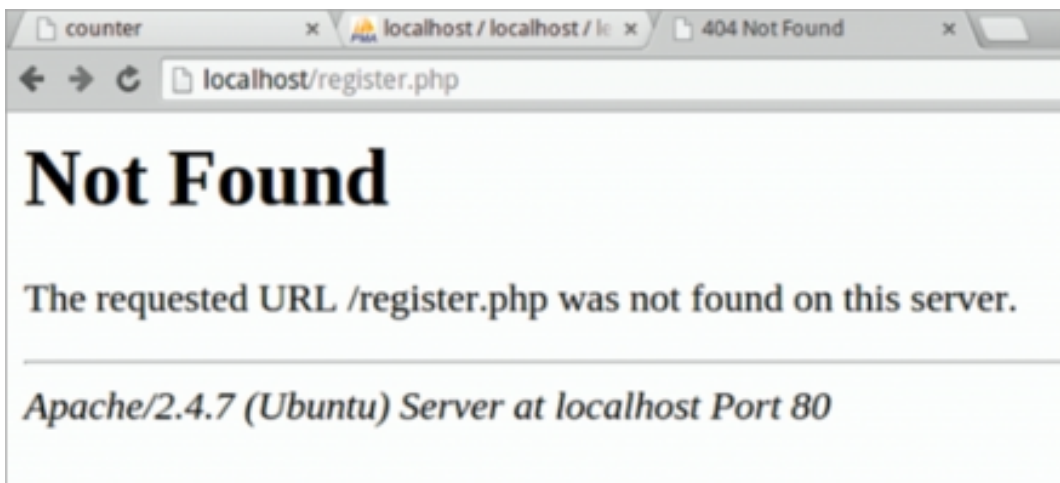 counter
localhost / localhost / le
404 Not Found
localhost/register.php
Not Found
The requested URL /register.php was not found on this server.
Apache/2.4.7 (Ubuntu) Server at localhost Port 80